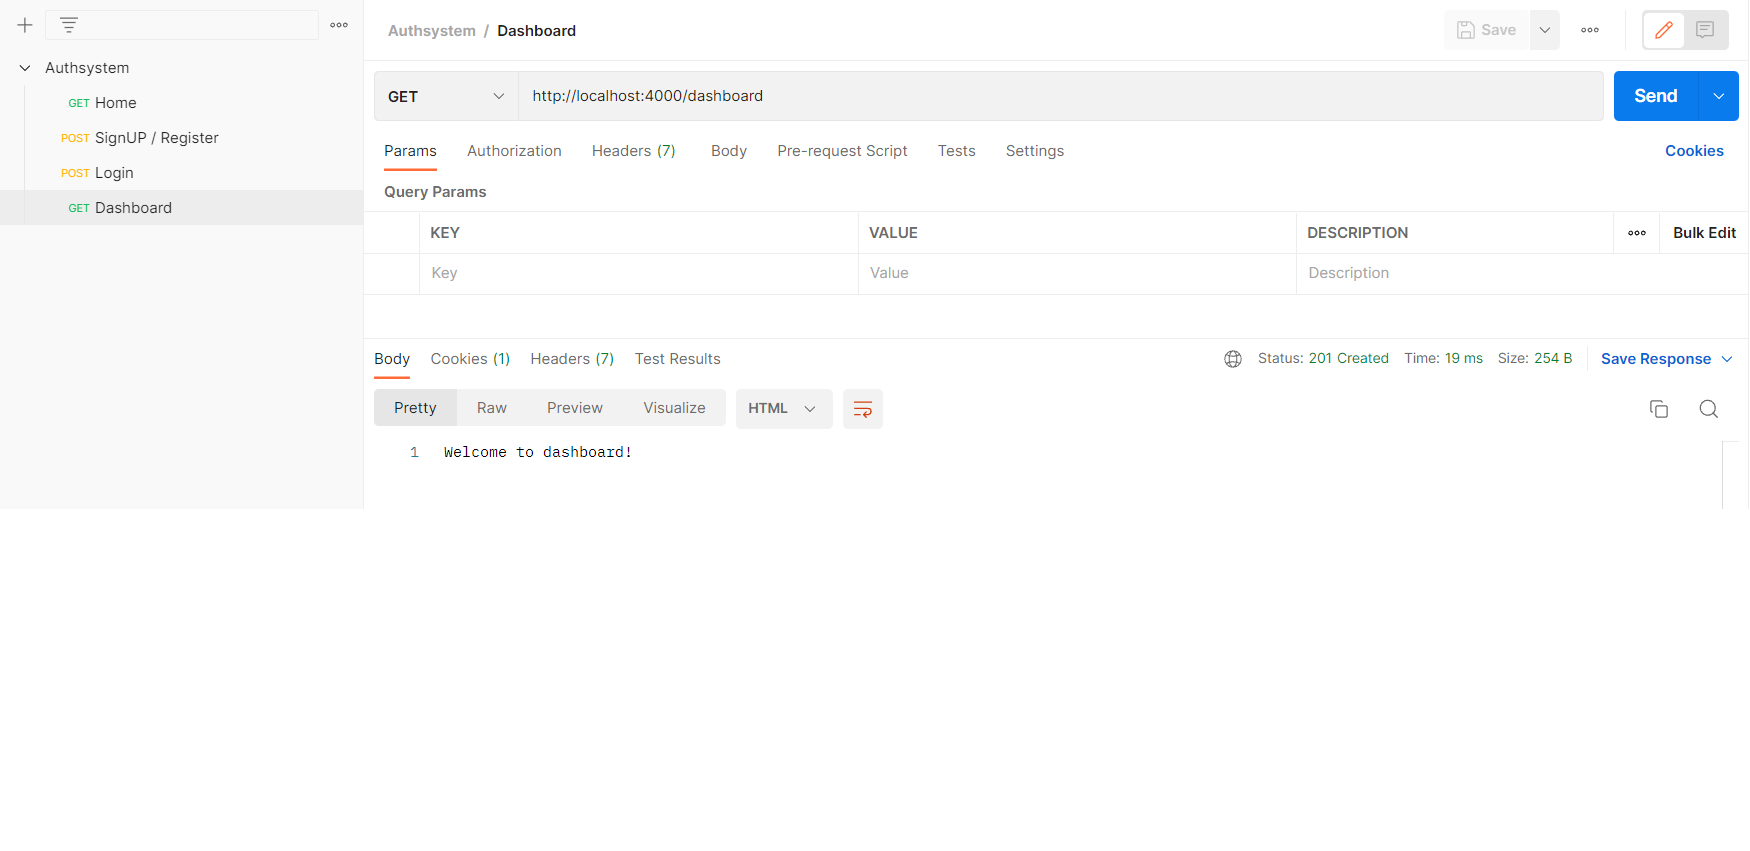 Authsystem
GET Home
POST SignUP / Register
POST Login
GET Dashboard
Authsystem / Dashboard
Save
GET http://localhost:4000/dashboard Send
Params Authorization Headers (7) Body Pre-request Script Tests Settings Cookies
Query Params
KEY VALUE DESCRIPTION Bulk Edit
Key Value Description
Body Cookies (1) Headers (7) Test Results Status: 201 Created Time: 19 ms Size: 254 B Save Response
Pretty Raw Preview Visualize HTML
1 Welcome to dashboard!